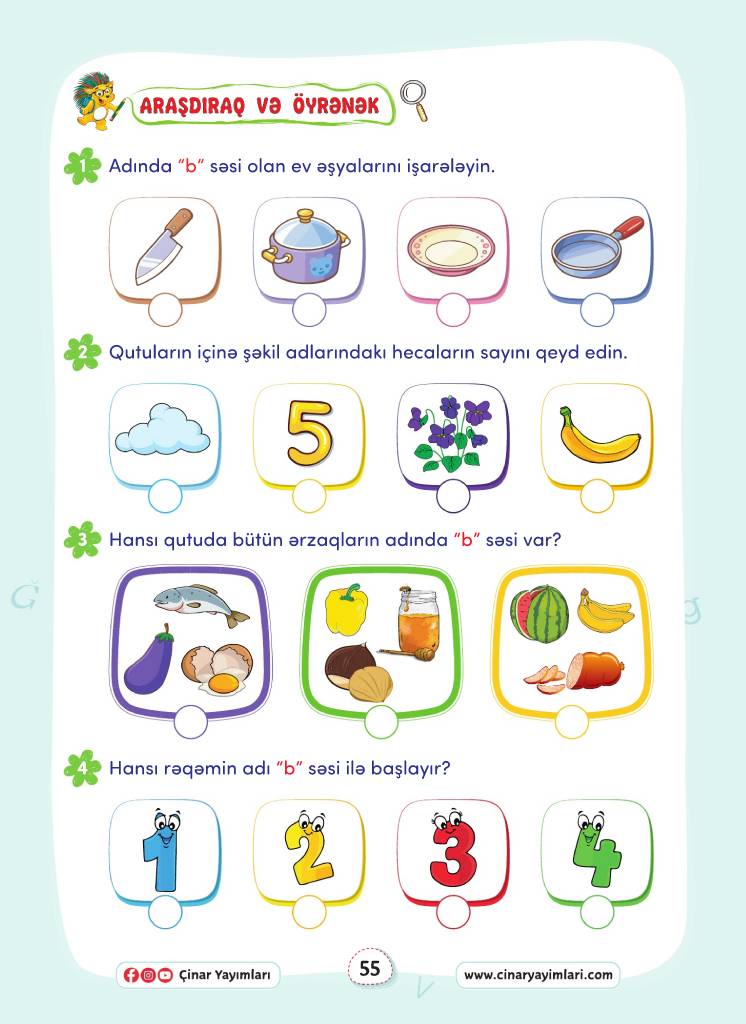 ARAŞDIRAQ VƏ ÖYRƏNƏK
1 Adında “b” səsi olan ev əşyalarını işarələyin.
2 Qutuların içinə şəkil adlarındakı hecaların sayını qeyd edin.
5
3 Hansı qutuda bütün ərzaqların adında “b” səsi var?
Ğ
g
4 Hansı rəqəmin adı “b” səsi ilə başlayır?
1 2 3 4
Çinar Yayımları
55
www.cinaryayimlari.com
v